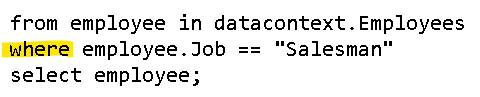 from employee in datacontext.Employees
where employee.Job == "Salesman"
select employee;